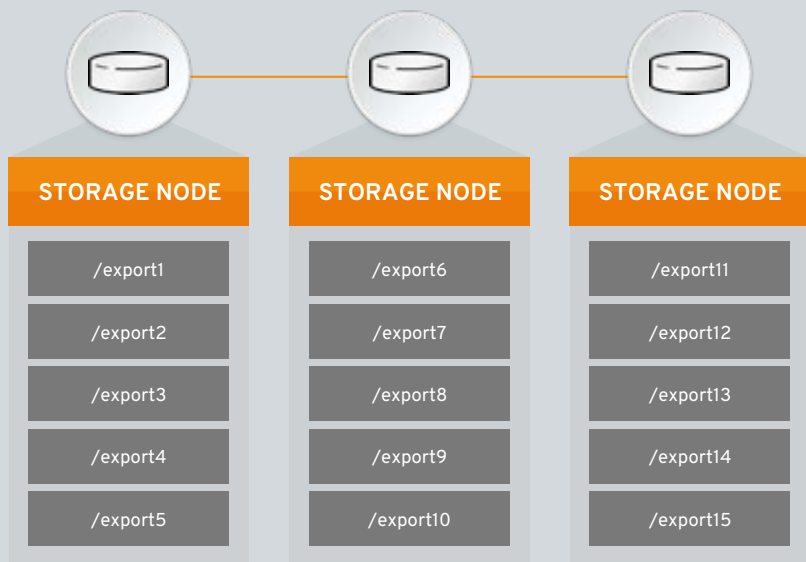 STORAGE NODE
/export1
/export2
/export3
/export4
/export5
STORAGE NODE
/export6
/export7
/export8
/export9
/export10
STORAGE NODE
/export11
/export12
/export13
/export14
/export15